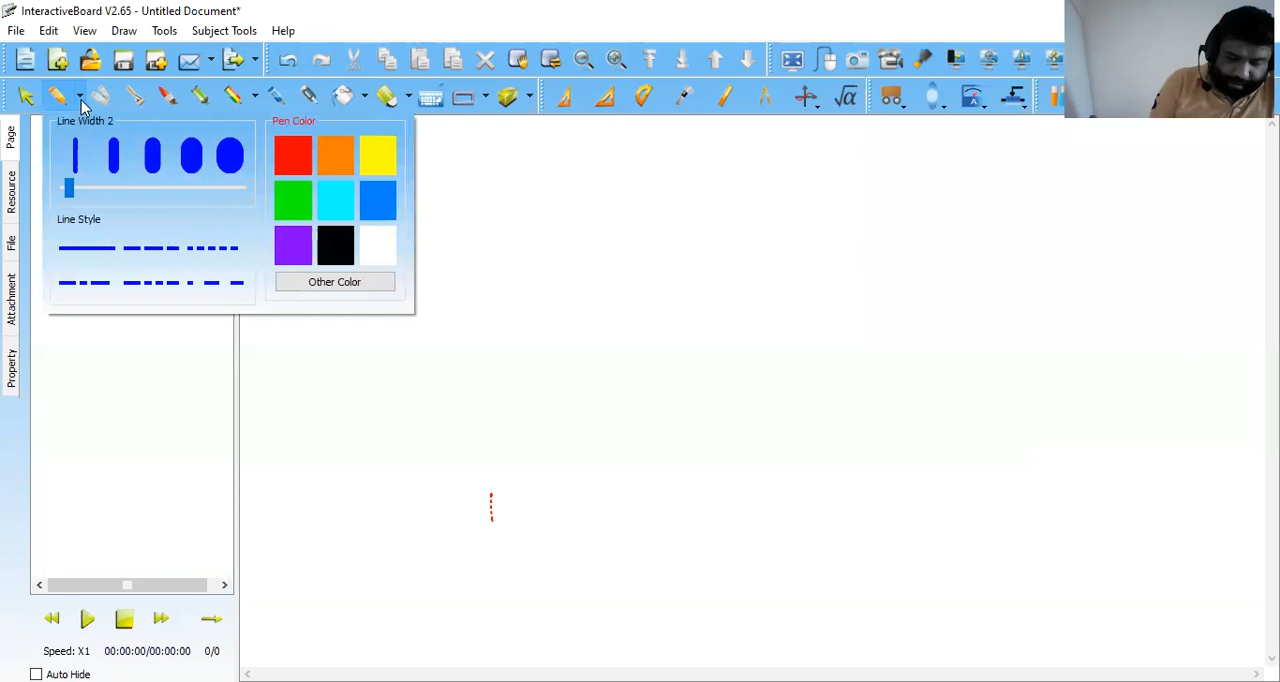 InteractiveBoard V2.65 - Untitled Document*
File Edit View Draw Tools Subject Tools Help
Line Width 2
Pen Color
Line Style
Other Color
Page
Resource
File
Attachment
Property
Speed: X1 00:00:00/00:00:00 0/0
Auto Hide